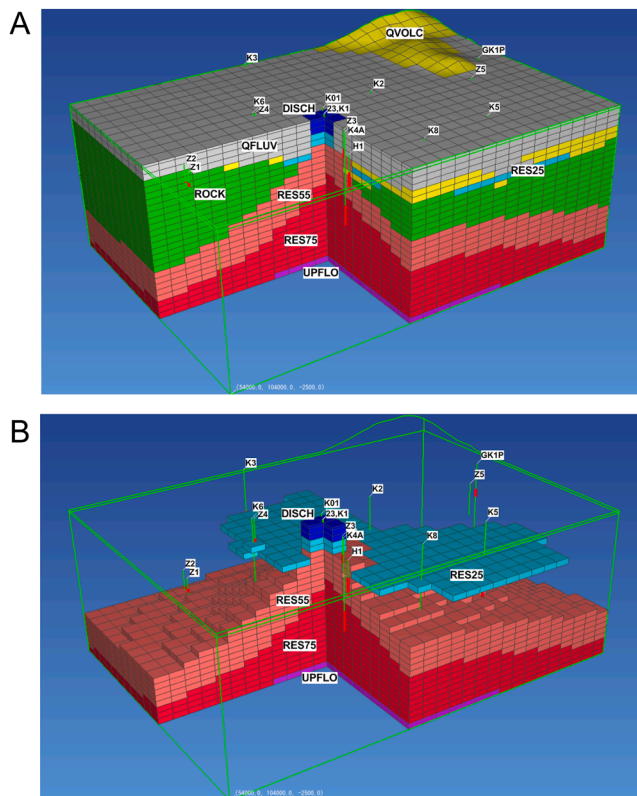 A
QVOLC
GK1P
K3
Z5
K2
K01
K6
DISCH
Z3,K1
Z4
Z3
K5
K4A
K8
QFLUV
H1
Z2
Z1
RES25
ROCK
RES55
RES75
UPFLO
(54000.0, 104000.0, -2500.0)
B
GK1P
K3
Z5
K2
K01
K6
DISCH
Z3,K1
Z4
Z3
K5
K4A
K8
H1
Z2
RES25
Z1
RES55
RES75
UPFLO
(54000.0, 104000.0, -2500.0)